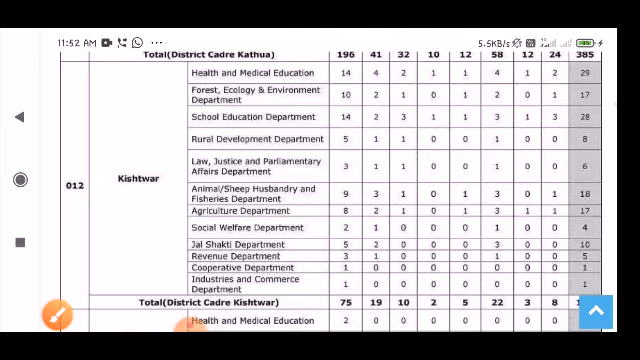 11:52 AM ... 5.5KB/s
Total(District Cadre Kathua) 196 41 32 10 12 58 12 24 385
Health and Medical Education 14 4 2 1 1 4 1 2 29
Forest, Ecology & Environment
Department 10 2 1 0 1 2 0 1 17
School Education Department 14 2 3 1 1 3 1 3 28
Rural Development Department 5 1 1 0 0 1 0 0 8
Law, Justice and Parliamentary
Affairs Department 3 1 1 0 0 1 0 0 6
012 Kishtwar
Animal/Sheep Husbandry and
Fisheries Department 9 3 1 0 1 3 0 1 18
Agriculture Department 8 2 1 0 1 3 1 1 17
Social Welfare Department 2 1 0 0 0 1 0 0 4
Jal Shakti Department 5 2 0 0 0 3 0 0 10
Revenue Department 3 1 0 0 0 1 0 0 5
Cooperative Department 1 0 0 0 0 0 0 0 1
Industries and Commerce
Department 1 0 0 0 0 0 0 0 1
Total(District Cadre Kishtwar) 75 19 10 2 5 22 3 8
Health and Medical Education 2 0 0 0 0 0 0 0